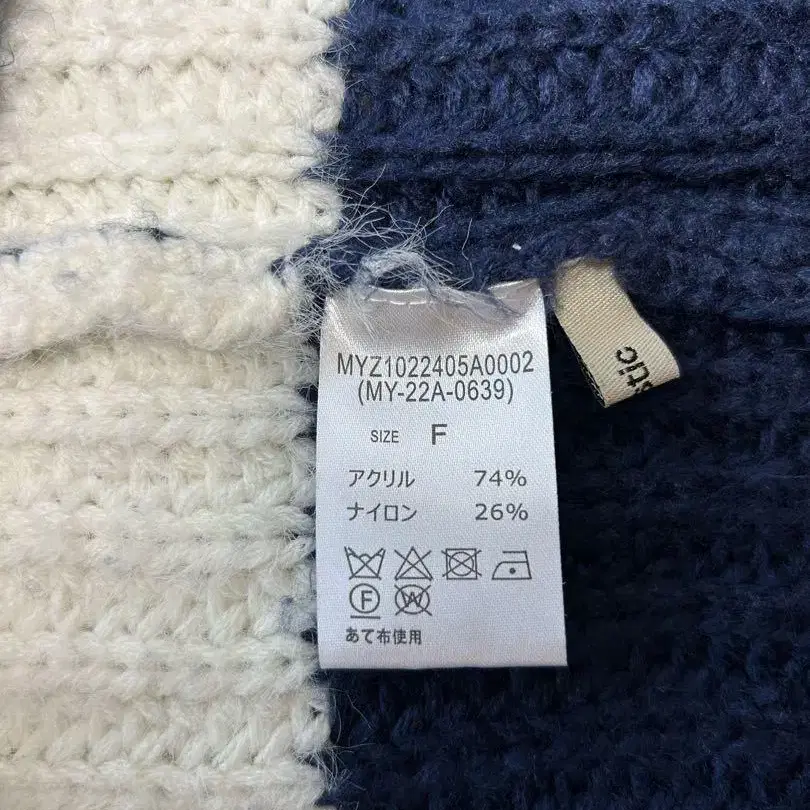 MYZ1022405A0002
(MY-22A-0639)
SIZE F
アクリル 74%
ナイロン 26%
F W
あて布使用
stic